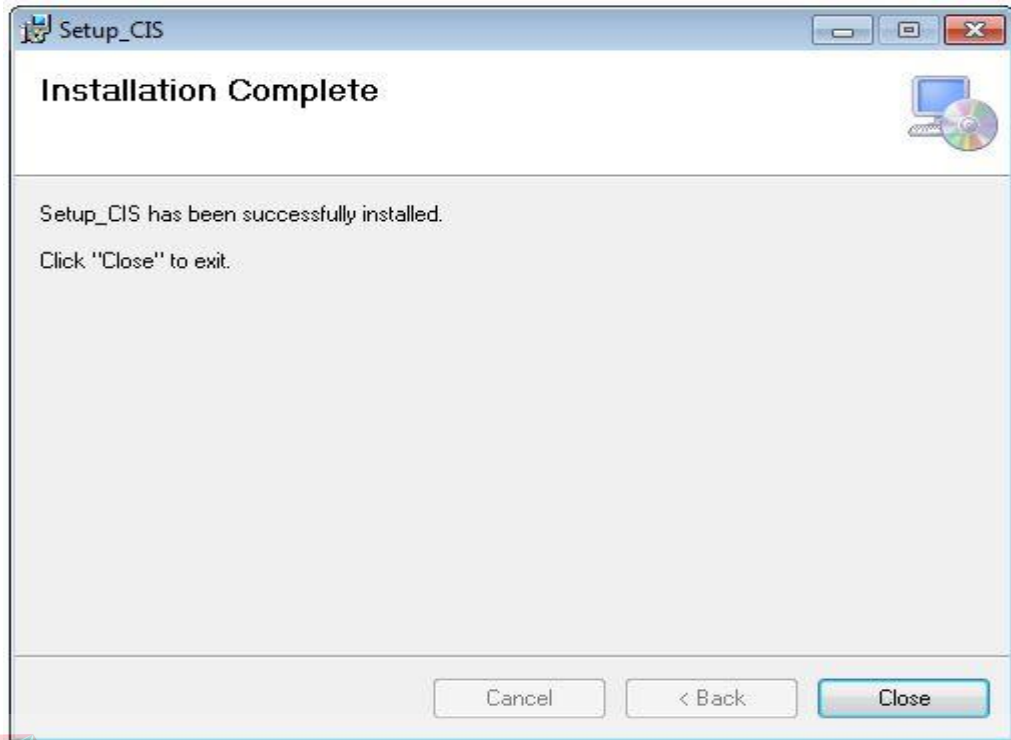 Setup_CIS
Installation Complete
Setup_CIS has been successfully installed.
Click "Close" to exit.
Cancel
< Back
Close